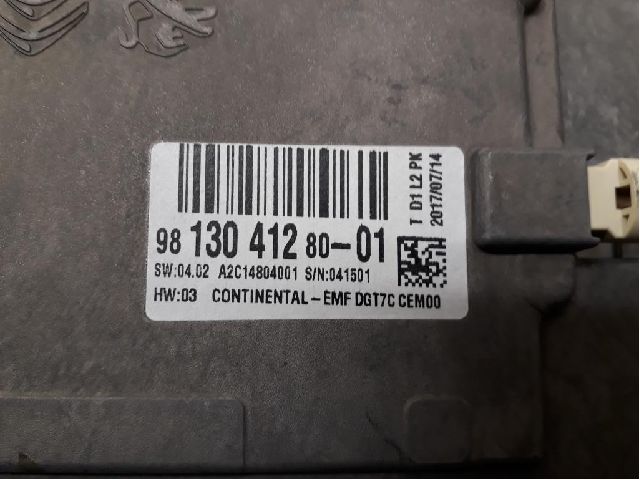 98 130 412 80-01
SW:04.02 A2C14804001 S/N:041501
HW:03 CONTINENTAL-EMF DGT7C CEM00
T D1 L2 PK
2017/07/14